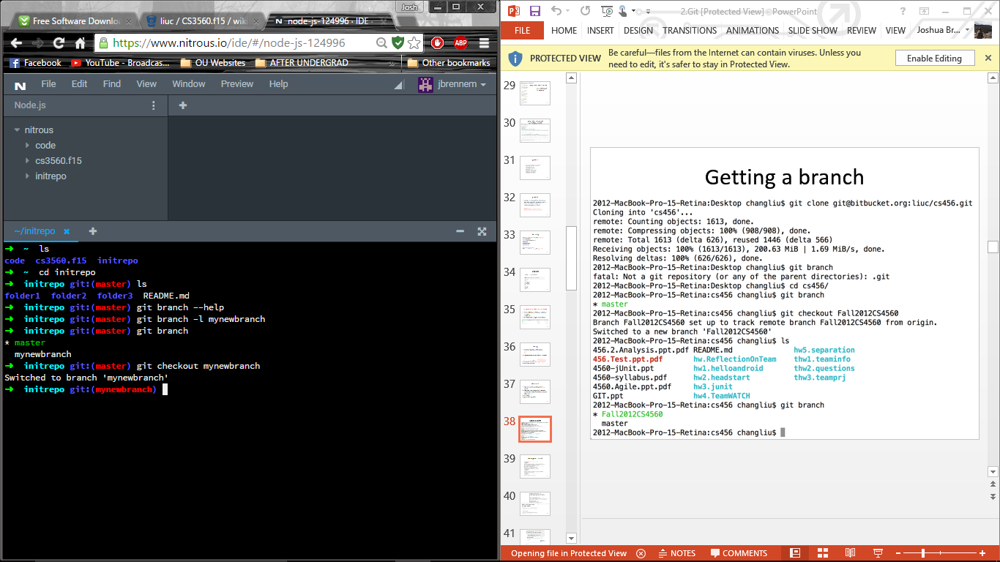 Josh
Free Software Downlo
liuc / CS3560.f15 / wiki
node-js-124996 · IDE
https://www.nitrous.io/ide/#/node-js-124996
ABP
Facebook
YouTube - Broadcas...
OU Websites
AFTER UNDERGRAD
»
Other bookmarks
File Edit Find View Window Preview Help
jbrennem
Node.js
nitrous
code
cs3560.f15
initrepo
~/initrepo
➜ ~ ls
code cs3560.f15 initrepo
➜ ~ cd initrepo
➜ initrepo git:(master) ls
folder1 folder2 folder3 README.md
➜ initrepo git:(master) git branch --help
➜ initrepo git:(master) git branch -l mynewbranch
➜ initrepo git:(master) git branch
* master
mynewbranch
➜ initrepo git:(master) git checkout mynewbranch
Switched to branch 'mynewbranch'
➜ initrepo git:(mynewbranch)
2.Git [Protected View] - PowerPoint
FILE HOME INSERT DESIGN TRANSITIONS ANIMATIONS SLIDE SHOW REVIEW VIEW Joshua Br...
PROTECTED VIEW Be careful—files from the Internet can contain viruses. Unless you
need to edit, it's safer to stay in Protected View.
Enable Editing
29
30
31
32
33
34
35
36
37
38
39
40
41
Getting a branch
2012-MacBook-Pro-15-Retina:Desktop changliu$ git clone git@bitbucket.org:liuc/cs456.git
Cloning into 'cs456'...
remote: Counting objects: 1613, done.
remote: Compressing objects: 100% (908/908), done.
remote: Total 1613 (delta 626), reused 1446 (delta 566)
Receiving objects: 100% (1613/1613), 200.63 MiB | 1.69 MiB/s, done.
Resolving deltas: 100% (626/626), done.
2012-MacBook-Pro-15-Retina:Desktop changliu$ git branch
fatal: Not a git repository (or any of the parent directories): .git
2012-MacBook-Pro-15-Retina:Desktop changliu$ cd cs456/
2012-MacBook-Pro-15-Retina:cs456 changliu$ git branch
* master
2012-MacBook-Pro-15-Retina:cs456 changliu$ git checkout Fall2012CS4560
Branch Fall2012CS4560 set up to track remote branch Fall2012CS4560 from origin.
Switched to a new branch 'Fall2012CS4560'
2012-MacBook-Pro-15-Retina:cs456 changliu$ ls
456.2.Analysis.ppt.pdf README.md hw5.separation
456.Test.ppt.pdf hw.ReflectionOnTeam thw1.teaminfo
4560-jUnit.ppt hw1.helloandroid thw2.questions
4560-syllabus.pdf hw2.headstart thw3.teamprj
4560.Agile.ppt.pdf hw3.junit
GIT.ppt hw4.TeamWATCH
2012-MacBook-Pro-15-Retina:cs456 changliu$ git branch
* Fall2012CS4560
master
2012-MacBook-Pro-15-Retina:cs456 changliu$
Opening file in Protected View NOTES COMMENTS